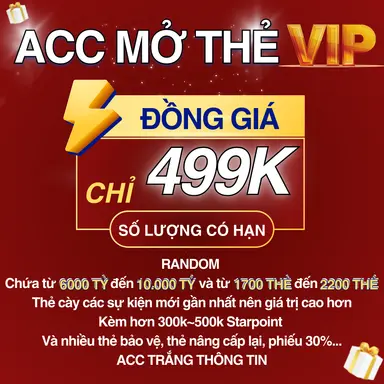 ACC MỞ THẺ VIP
ĐỒNG GIÁ
CHỈ 499K
SỐ LƯỢNG CÓ HẠN
RANDOM
Chứa từ 6000 TỶ đến 10.000 TỶ và từ 1700 THẺ đến 2200 THẺ
Thẻ cày các sự kiện mới gần nhất nên giá trị cao hơn
Kèm hơn 300k~500k Starpoint
Và nhiều thẻ bảo vệ, thẻ nâng cấp lại, phiếu 30%...
ACC TRẮNG THÔNG TIN